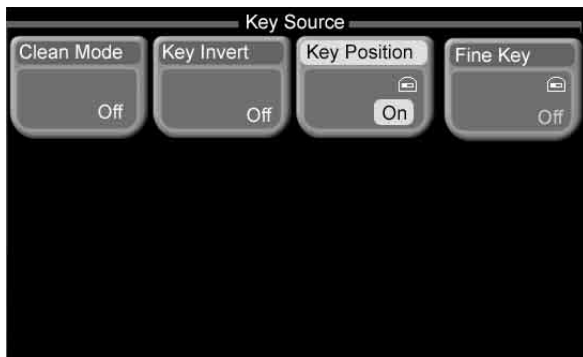 Key Source
Clean Mode
Key Invert
Key Position
Fine Key
Off
Off
On
Off